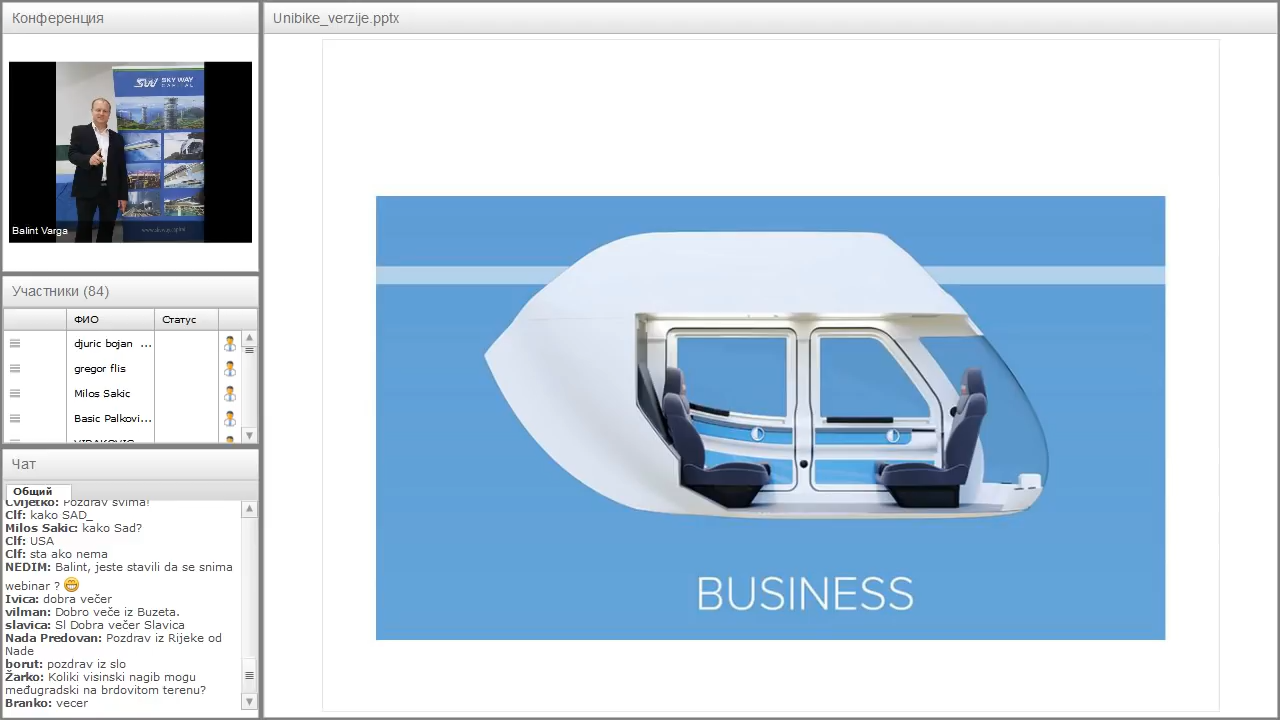 Конференция
SW SKY WAY
CAPITAL
Balint Varga
Участники (84)
ФИО
Статус
djuric bojan ...
gregor flis
Milos Sakic
Basic Palkovi...
Чат
Общий
Cvijetko: Pozdrav svima!
Clf: kako SAD_
Milos Sakic: kako Sad?
Clf: USA
Clf: sta ako nema
NEDIM: Balint, jeste stavili da se snima
webinar ?
Ivica: dobra večer
vilman: Dobro veče iz Buzeta.
slavica: Sl Dobra večer Slavica
Nada Predovan: Pozdrav iz Rijeke od
Nade
borut: pozdrav iz slo
Žarko: Koliki visinski nagib mogu
međugradski na brdovitom terenu?
Branko: vecer
Unibike_verzije.pptx
BUSINESS